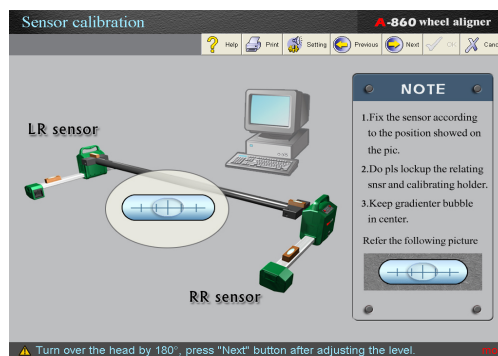 Sensor calibration
A-860 wheel aligner
Help
Print
Setting
Previous
Next
LR sensor
RR sensor
NOTE
1.Fix the sensor according
to the position showed on
the pic.
2.Do pls lockup the relating
snsr and calibrating holder.
3.Keep gradienter bubble
in center.
Refer the following picture
Turn over the head by 180°, press "Next" button after adjusting the level.